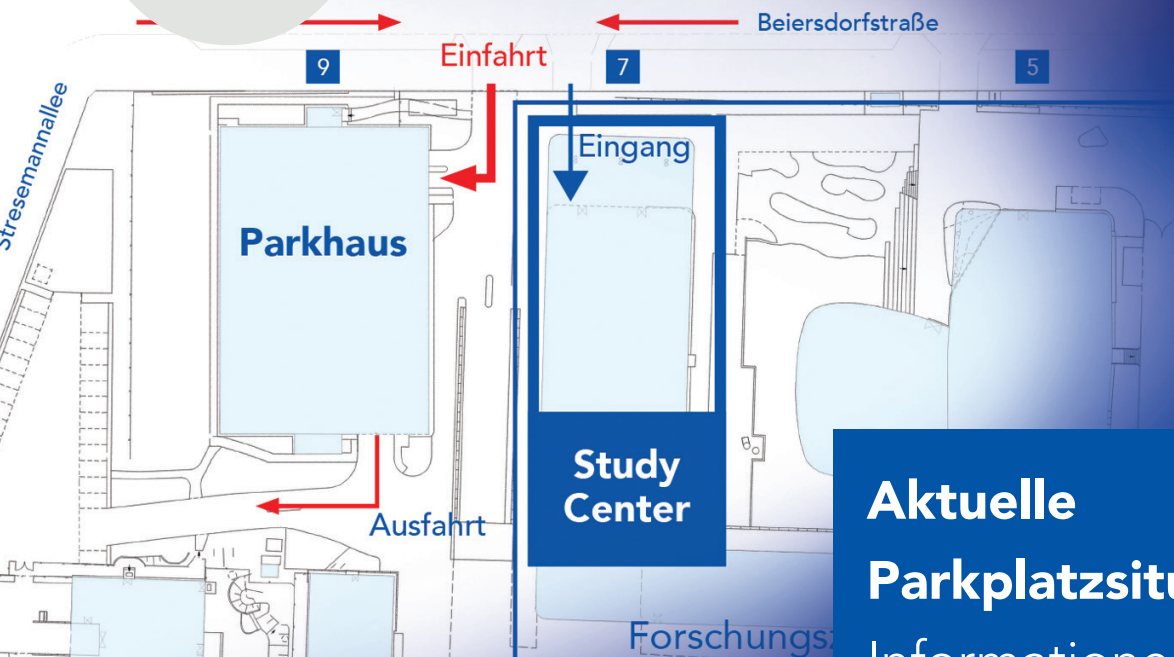 Beiersdorfstraße
Einfahrt
9
7
5
Stresemannallee
Eingang
Parkhaus
Study
Center
Ausfahrt
Aktuelle